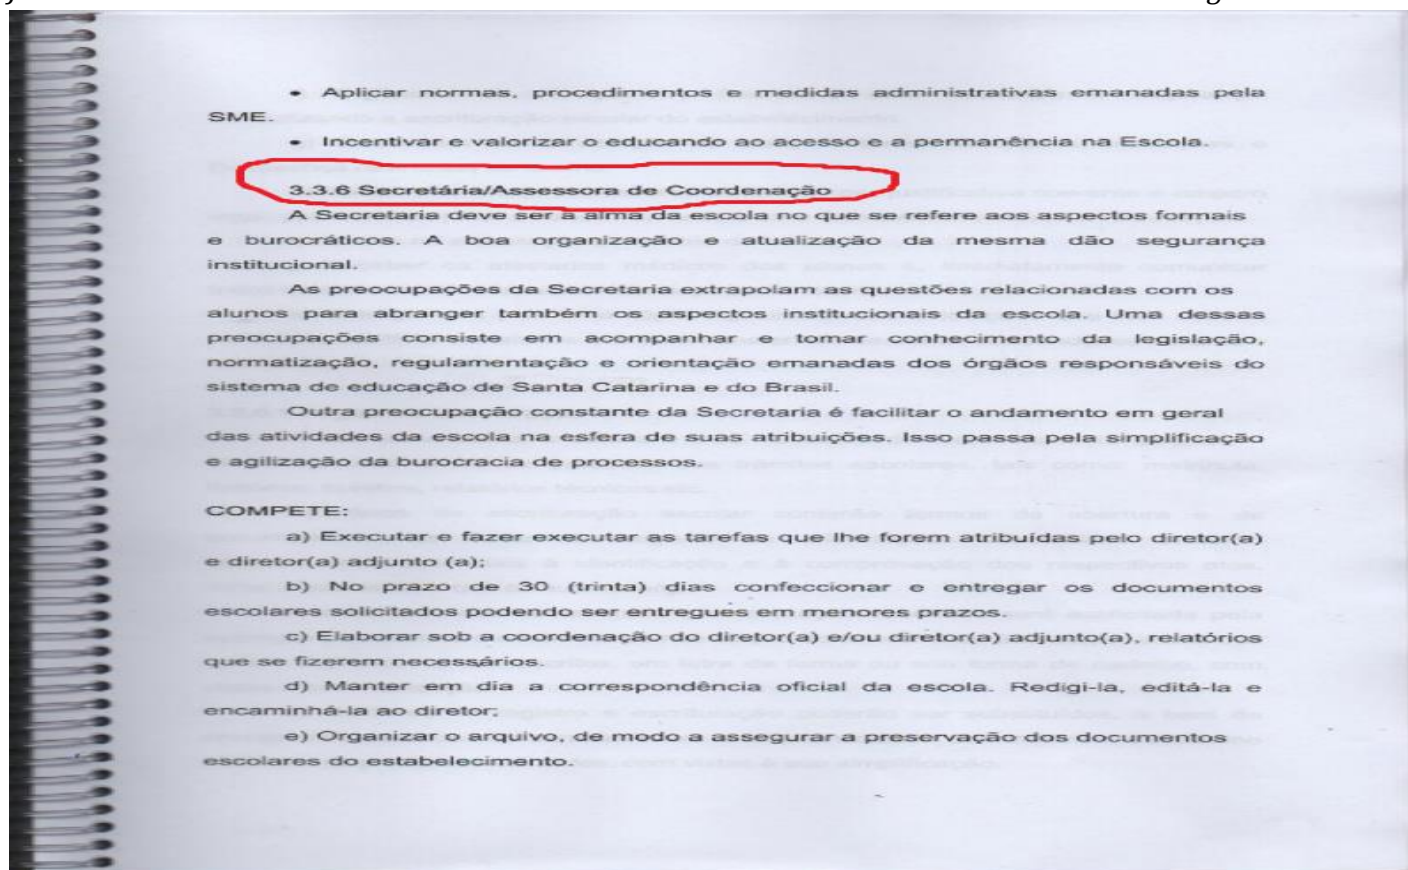 • Aplicar normas, procedimentos e medidas administrativas emanadas pela
SME.
• Incentivar e valorizar o educando ao acesso e a permanência na Escola.
3.3.6 Secretária/Assessora de Coordenação
A Secretaria deve ser a alma da escola no que se refere aos aspectos formais
e burocráticos. A boa organização e atualização da mesma dão segurança
institucional.
As preocupações da Secretaria extrapolam as questões relacionadas com os
alunos para abranger também os aspectos institucionais da escola. Uma dessas
preocupações consiste em acompanhar e tomar conhecimento da legislação,
normatização, regulamentação e orientação emanadas dos órgãos responsáveis do
sistema de educação de Santa Catarina e do Brasil.
Outra preocupação constante da Secretaria é facilitar o andamento em geral
das atividades da escola na esfera de suas atribuições. Isso passa pela simplificação
e agilização da burocracia de processos.
COMPETE:
a) Executar e fazer executar as tarefas que lhe forem atribuídas pelo diretor(a)
e diretor(a) adjunto (a);
b) No prazo de 30 (trinta) dias confeccionar e entregar os documentos
escolares solicitados podendo ser entregues em menores prazos.
c) Elaborar sob a coordenação do diretor(a) e/ou diretor(a) adjunto(a), relatórios
que se fizerem necessários.
d) Manter em dia a correspondência oficial da escola. Redigi-la, editá-la e
encaminhá-la ao diretor;
e) Organizar o arquivo, de modo a assegurar a preservação dos documentos
escolares do estabelecimento.